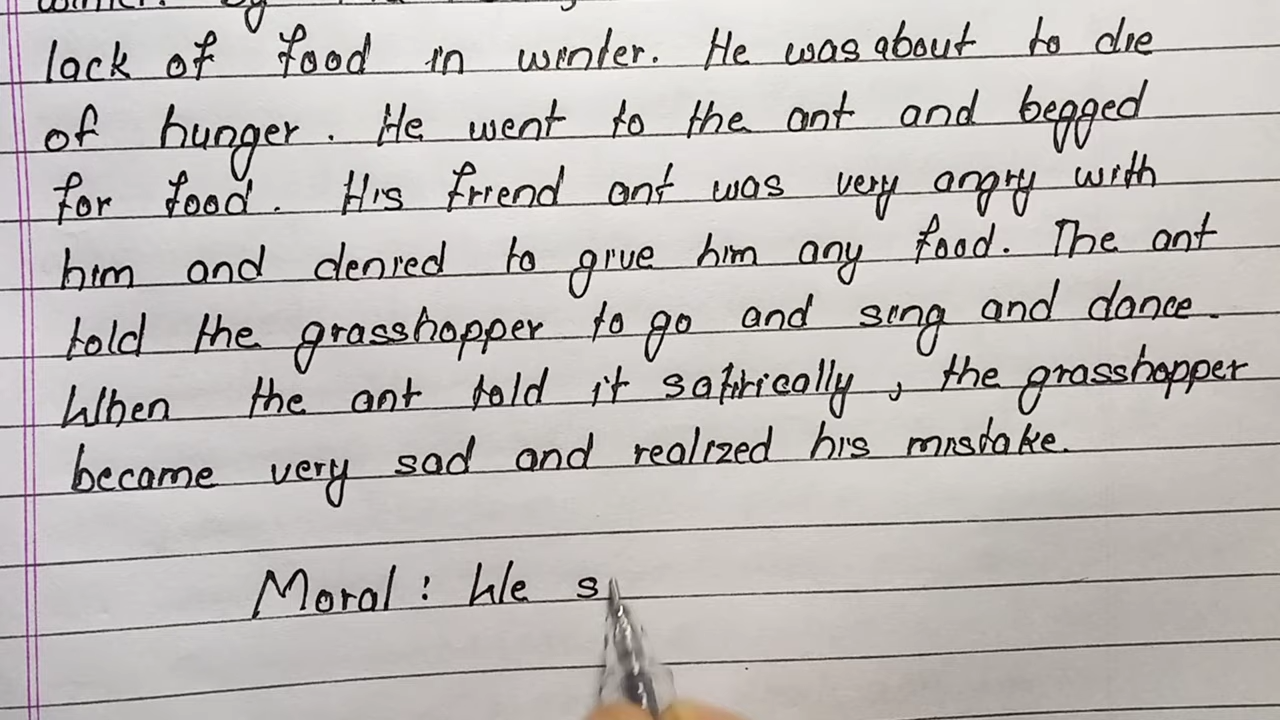 lack of food in winter. He was about to die
of hunger. He went to the ant and begged
for food. His friend ant was very angry with
him and denied to give him any food. The ant
told the grasshopper to go and sing and dance.
When the ant told it satirically, the grasshopper
became very sad and realized his mistake.
Moral: We s